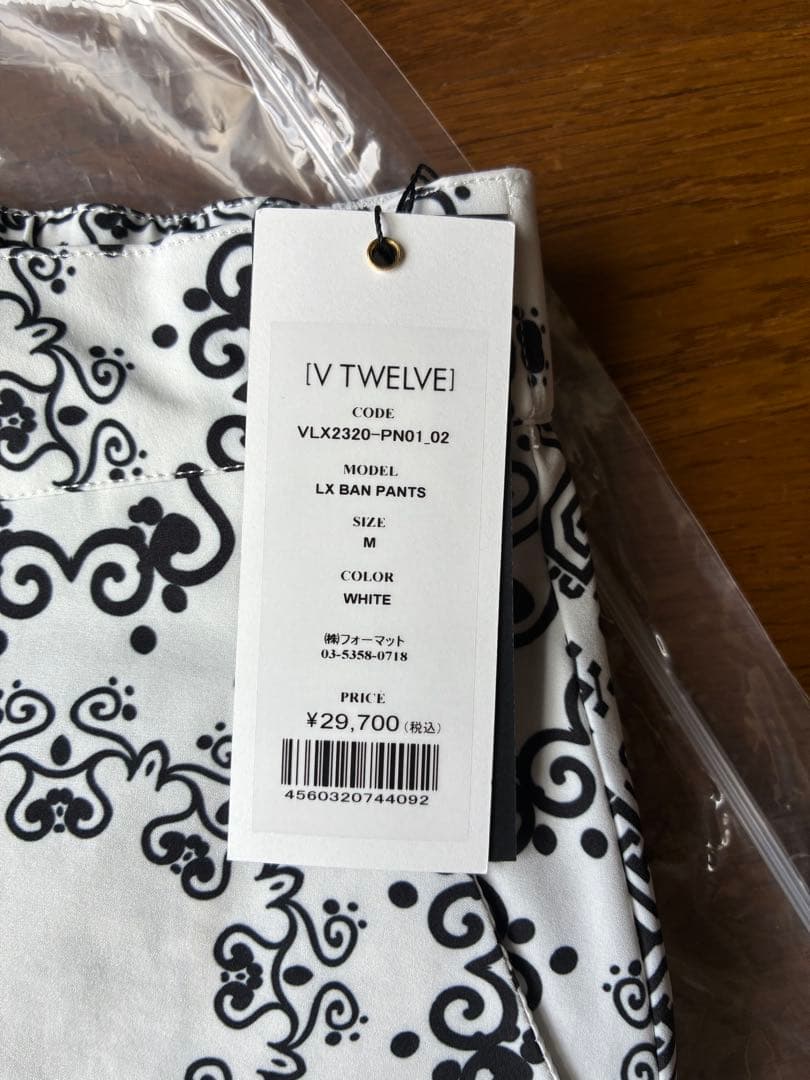 [V TWELVE]
CODE
VLX2320-PN01_02
MODEL
LX BAN PANTS
SIZE
M
COLOR
WHITE
㈱フォーマット
03-5358-0718
PRICE
¥29,700(税込)
4560320744092